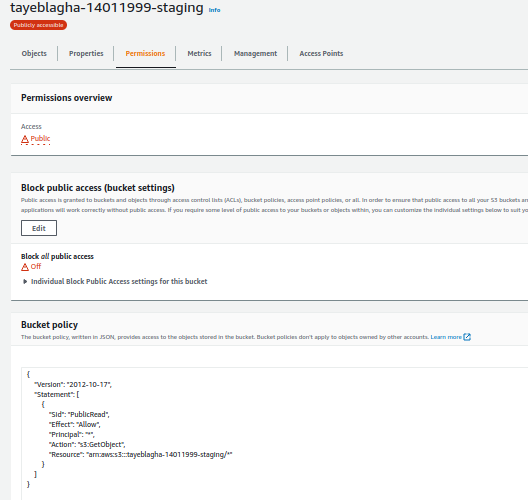 tayeblagha-14011999-staging Info
Publicly accessible
Objects Properties Permissions Metrics Management Access Points
Permissions overview
Access
Public
Block public access (bucket settings)
Public access is granted to buckets and objects through access control lists (ACLs), bucket policies, access point policies, or all. In order to ensure that public access to all your S3 buckets an
applications will work correctly without public access. If you require some level of public access to your buckets or objects within, you can customize the individual settings below to suit yo
Edit
Block all public access
Off
Individual Block Public Access settings for this bucket
Bucket policy
The bucket policy, written in JSON, provides access to the objects stored in the bucket. Bucket policies don't apply to objects owned by other accounts. Learn more
{
"Version": "2012-10-17",
"Statement": [
{
"Sid": "PublicRead",
"Effect": "Allow",
"Principal": "*",
"Action": "s3:GetObject",
"Resource": "arn:aws:s3:::tayeblagha-14011999-staging/*"
}
]
}